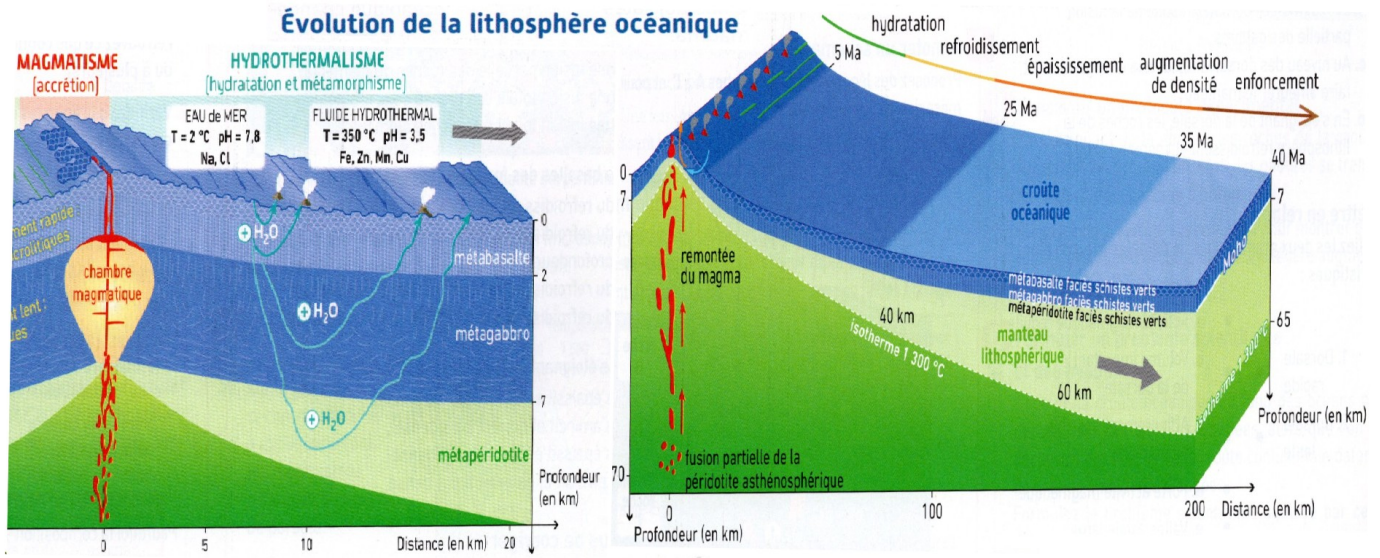 Évolution de la lithosphère océanique
MAGMATISME
[accrétion]
HYDROTHERMALISME
[hydratation et métamorphisme]
EAU de MER
T = 2 °C pH = 7,8
Na, Cl
FLUIDE HYDROTHERMAL
T = 350 °C pH = 3,5
Fe, Zn, Mn, Cu
chambre
magmatique
+ H₂O
+ H₂O
+ H₂O
métabasalte
métagabbro
métapéridotite
0
2
7
Profondeur
(en km)
0
5
10
Distance (en km)
20
hydratation
refroidissement
épaississement
augmentation
de densité
enfoncement
5 Ma
25 Ma
35 Ma
40 Ma
0
7
70
croûte
océanique
remontée
du magma
métabasalte faciès schistes verts
métagabbro faciès schistes verts
métapéridotite faciès schistes verts
Moho
40 km
isotherme 1 300 °C
manteau
lithosphérique
60 km
isotherme 1 300 °C
7
65
Profondeur (en km)
fusion partielle de la
péridotite asthénosphérique
0
100
200
Distance (en km)
Profondeur (en km)